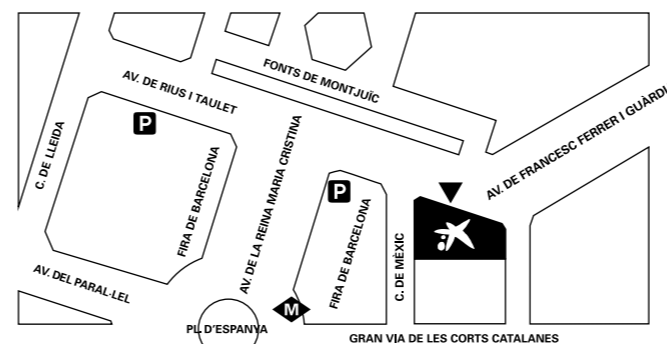 FONTS DE MONTJUÏC
AV. DE RIUS I TAULET
P
C. DE LLEIDA
FIRA DE BARCELONA
AV. DE LA REINA MARIA CRISTINA
P
FIRA DE BARCELONA
C. DE MÈXIC
AV. DE FRANCESC FERRER I GUÀRDI
AV. DEL PARAL·LEL
M
PL. D'ESPANYA
GRAN VIA DE LES CORTS CATALANES